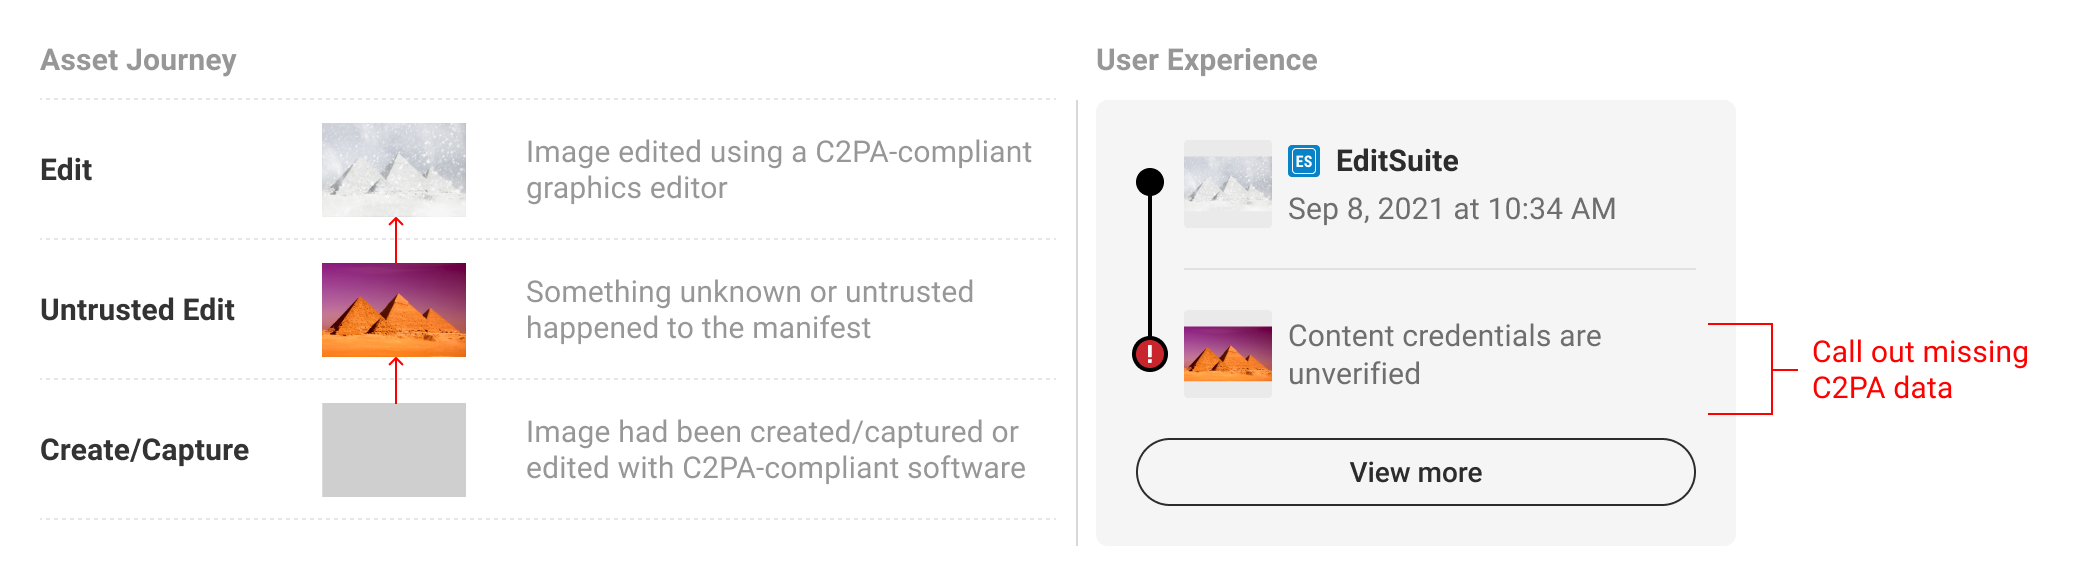 Asset Journey
Edit
Image edited using a C2PA-compliant
graphics editor
Untrusted Edit
Something unknown or untrusted
happened to the manifest
Create/Capture
Image had been created/captured or
edited with C2PA-compliant software
User Experience
ES EditSuite
Sep 8, 2021 at 10:34 AM
!
Content credentials are
unverified
View more
Call out missing
C2PA data